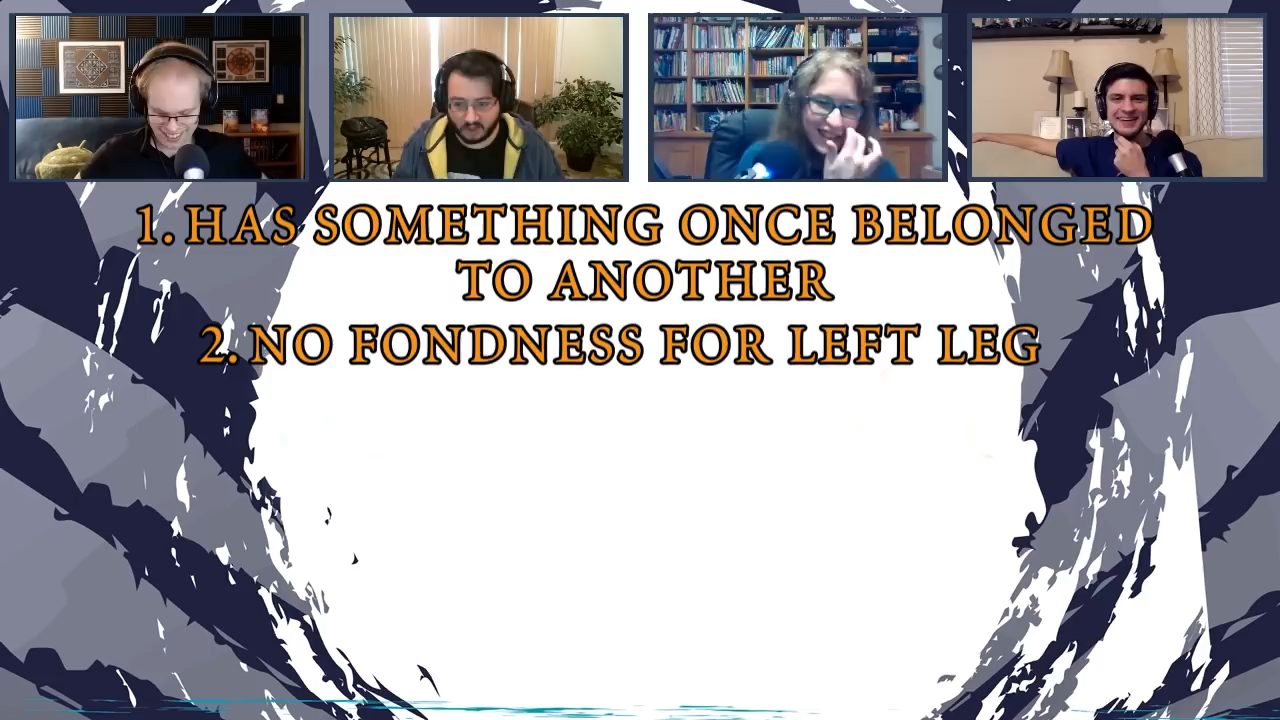 1. HAS SOMETHING ONCE BELONGED
TO ANOTHER
2. NO FONDNESS FOR LEFT LEG